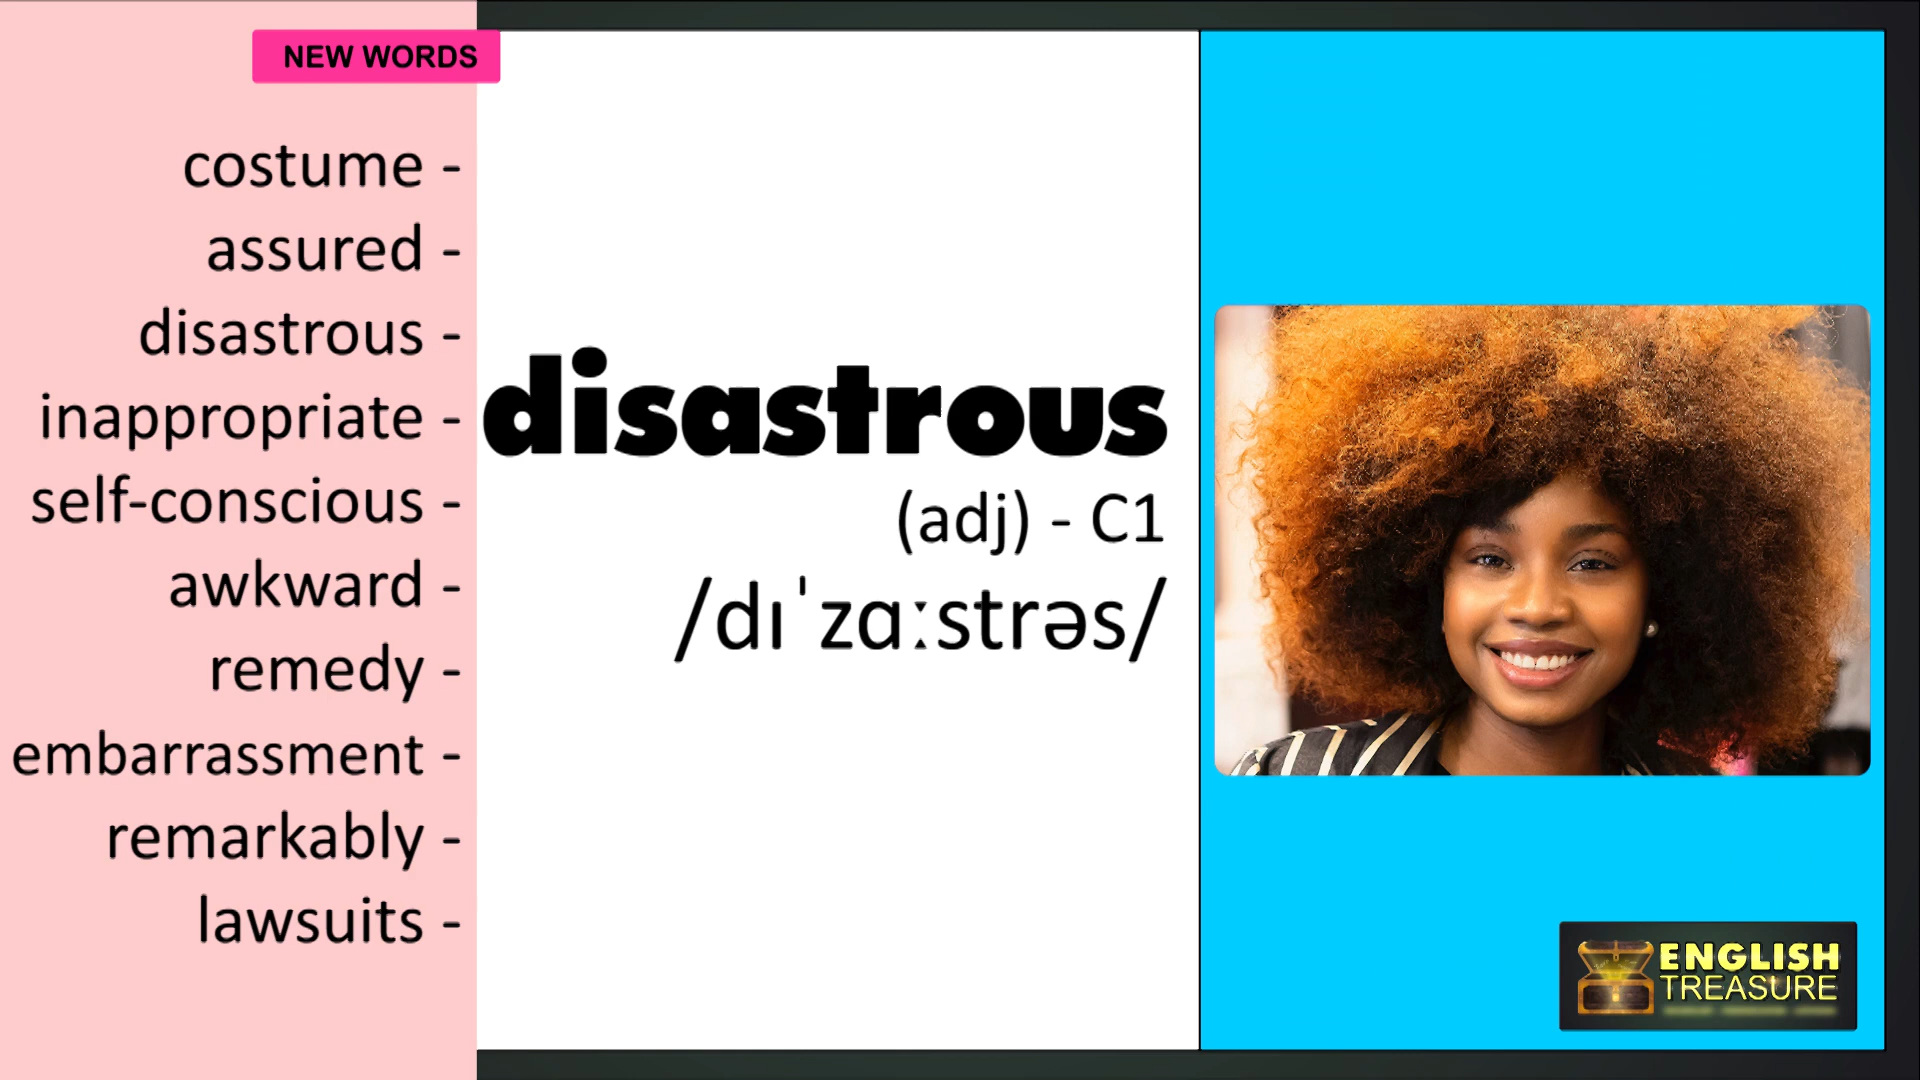 NEW WORDS
costume -
assured -
disastrous -
inappropriate -
self-conscious -
awkward -
remedy -
embarrassment -
remarkably -
lawsuits -
disastrous
(adj) - C1
/dɪˈzɑːstrəs/
ENGLISH
TREASURE